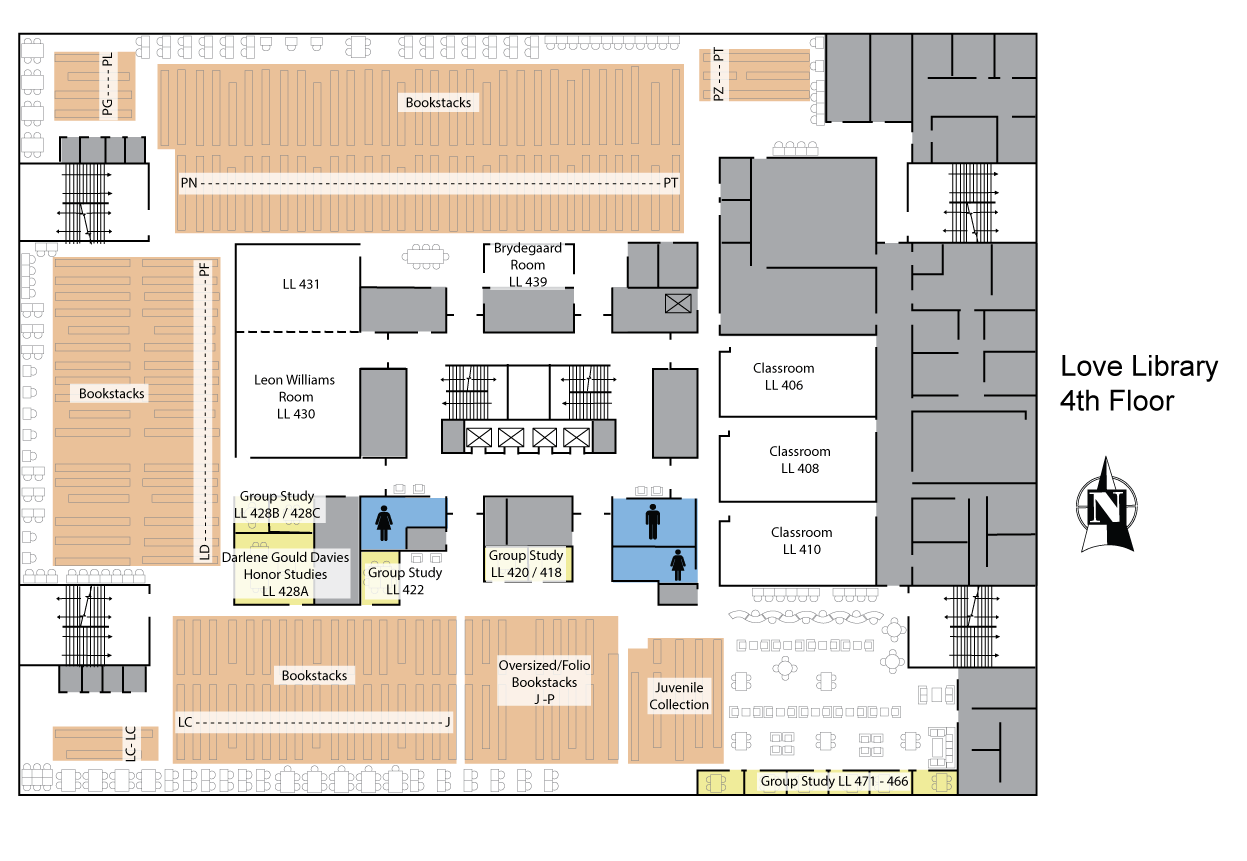 PG ---- PL
Bookstacks
PZ --- PT
PN
PT
LL 431
Brydegaard
Room
LL 439
PF
LD
Bookstacks
Leon Williams
Room
LL 430
Classroom
LL 406
Classroom
LL 408
Classroom
LL 410
Love Library
4th Floor
N
Group Study
LL 428B / 428C
Darlene Gould Davies
Honor Studies
LL 428A
Group Study
LL 422
Group Study
LL 420 / 418
Bookstacks
LC
J
Oversized/Folio
Bookstacks
J -P
Juvenile
Collection
LC- LC
Group Study LL 471 - 466